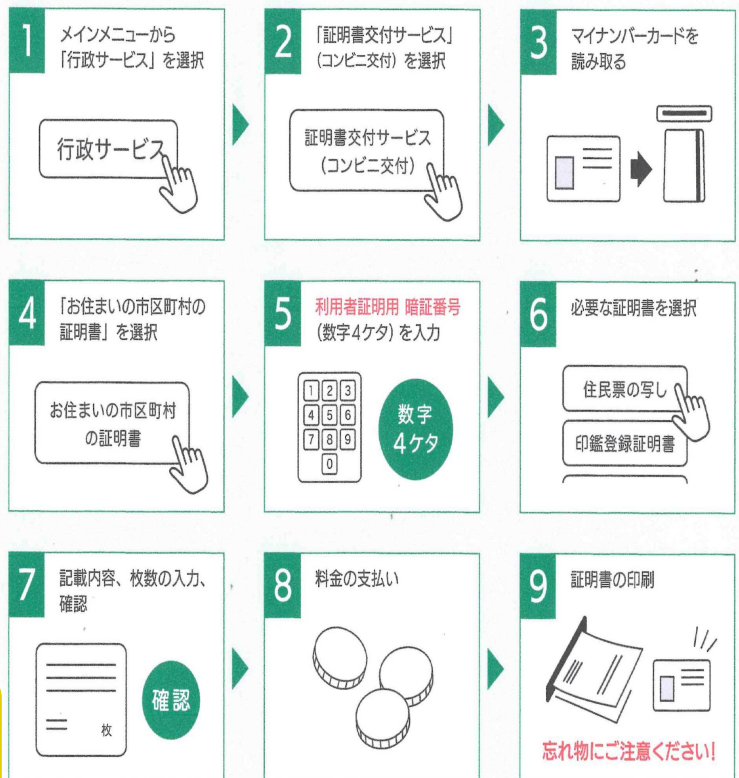 1
メインメニューから
「行政サービス」を選択
行政サービス
2
「証明書交付サービス」
(コンビニ交付)を選択
証明書交付サービス
(コンビニ交付)
3
マイナンバーカードを
読み取る
4
「お住まいの市区町村の
証明書」を選択
お住まいの市区町村
の証明書
5
利用者証明用 暗証番号
(数字4ケタ)を入力
1 2 3
4 5 6
7 8 9
0
数字
4ケタ
6
必要な証明書を選択
住民票の写し
印鑑登録証明書
7
記載内容、枚数の入力、
確認
枚
確認
8
料金の支払い
9
証明書の印刷
忘れ物にご注意ください!